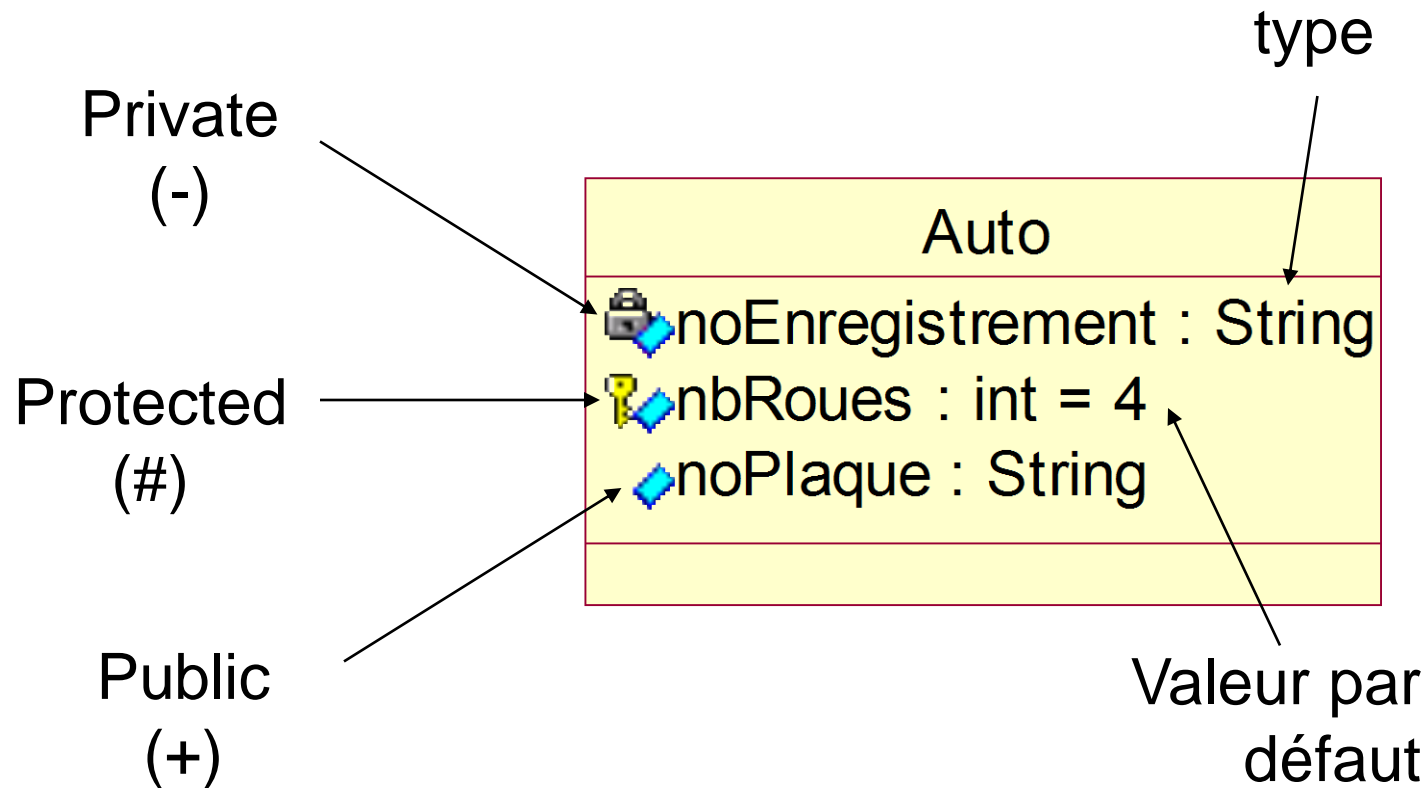 type
Private
(-)
Auto
noEnregistrement : String
Protected
(#)
nbRoues : int = 4
noPlaque : String
Public
(+)
Valeur par
défaut